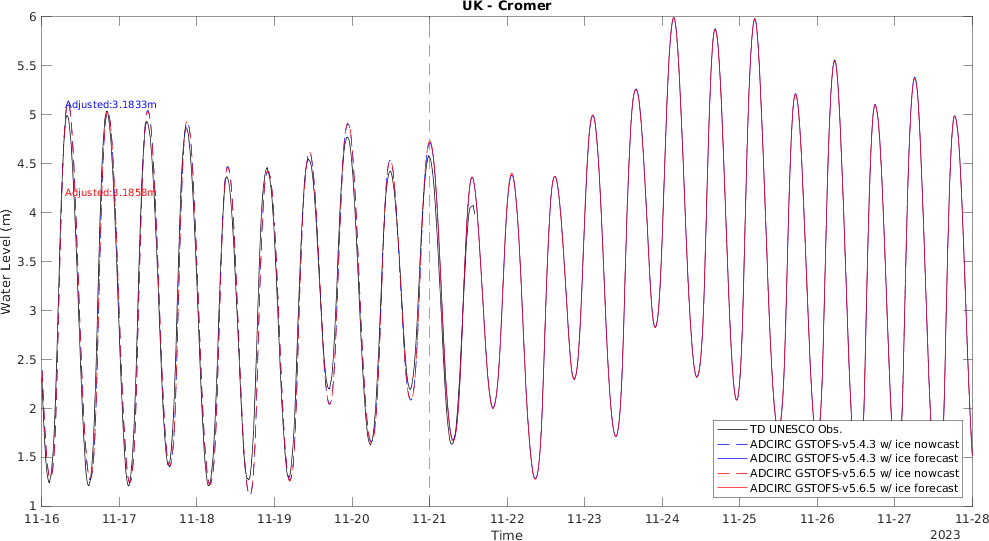 UK - Cromer
6
5.5
5
4.5
4
3.5
3
2.5
2
1.5
1
Water Level (m)
Adjusted:3.1833m
Adjusted:3.1858m
TD UNESCO Obs.
ADCIRC GSTOFS-v5.4.3 w/ ice nowcast
ADCIRC GSTOFS-v5.4.3 w/ ice forecast
ADCIRC GSTOFS-v5.6.5 w/ ice nowcast
ADCIRC GSTOFS-v5.6.5 w/ ice forecast
11-16 11-17 11-18 11-19 11-20 11-21 11-22 11-23 11-24 11-25 11-26 11-27 11-28
Time
2023